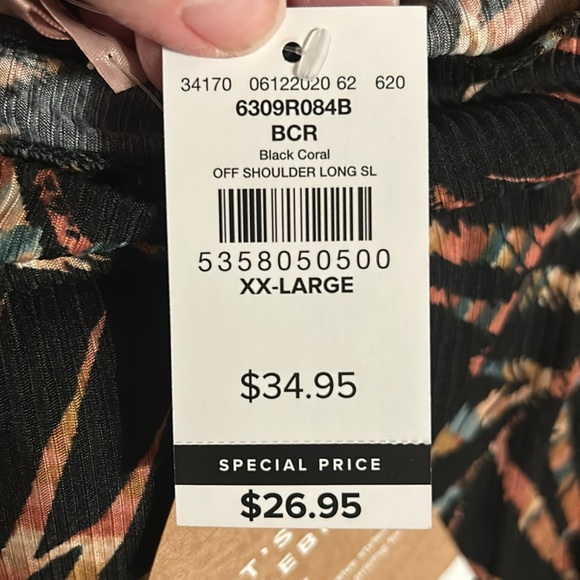 34170 06122020 62 620
6309R084B
BCR
Black Coral
OFF SHOULDER LONG SL
5358050500
XX-LARGE
$34.95
SPECIAL PRICE
$26.95